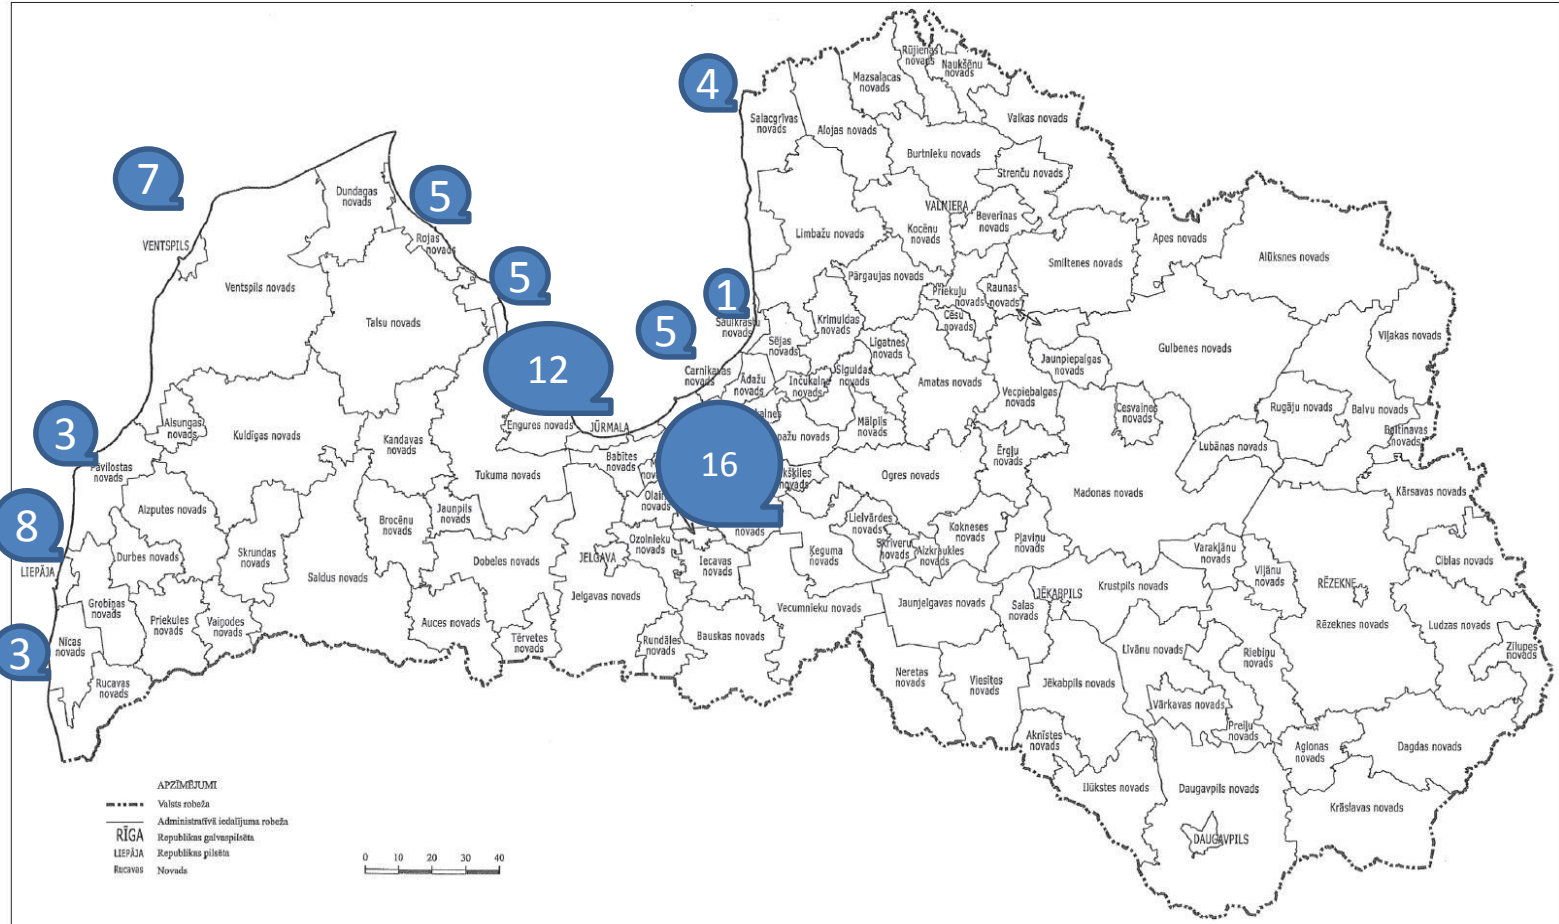 Rūjienas
novads
Naukšēnu
novads
4
Mazsalacas
novads
Salacgrīvas
novads
Alojas novads
Valkas novads
Burtnieku novads
7
Strenču novads
5
Dundagas
novads
VALMIERA
Beverīnas
novads
Kocēnu
novads
Limbažu novads
Rojas
novads
Apes novads
VENTSPILS
Alūksnes novads
Smiltenes novads
Pārgaujas novads
5
1
Ventspils novads
Priekuļu
novads
Raunas
novads
Talsu novads
Saulkrastu
novads
Krimuldas
novads
Cēsu
novads
5
Sējas
novads
Līgatnes
novads
Gulbenes novads
Viļakas novads
Jaunpiepalgas
novads
12
Carnikavas
novads
Ādažu
novads
Inčukalna
novads
Siguldas
novads
Amatas novads
Vecpiebalgas
novads
Cesvaines
novads
Rugāju
novads
Balvu novads
Baltinavas
novads
3
Alsungas
novads
Kuldīgas novads
Engures novads
JŪRMALA
Mālpils
novads
Kandavas
novads
Lubānas novads
Ērgļu
novads
Babītes
novads
16
Pāvilostas
novads
Tukuma novads
Ogres novads
Madonas novads
Kārsavas novads
Aizputes novads
Jaunpils
novads
Brocēnu
novads
8
Lielvārdes
novads
Kokneses
novads
Pļaviņu
novads
Ozolnieku
novads
novads
Skrīveru
novads
Aizkraukles
novads
Varakļānu
novads
Durbes novads
Skrundas
novads
Dobeles novads
JELGAVA
Iecavas
novads
Ķeguma
novads
Viļānu
novads
Ciblas novads
LIEPĀJA
Saldus novads
Krustpils novads
RĒZEKNE
Jelgavas novads
Jaunjelgavas novads
JĒKABPILS
Salas
novads
Grobiņas
novads
Vecumnieku novads
Priekules
novads
Vaiņodes
novads
Auces novads
Rēzeknes novads
Ludzas novads
3
Nīcas
novads
Tērvetes
novads
Rundāles
novads
Bauskas novads
Līvānu novads
Riebiņu
novads
Zilupes
novads
Rucavas
novads
Neretas
novads
Viesītes
novads
Jēkabpils novads
Vārkavas novads
Preiļu
novads
Aknīstes
novads
Aglonas
novads
Dagdas novads
Ilūkstes novads
Daugavpils novads
Krāslavas novads
DAUGAVPILS
APZĪMĒJUMI
Valsts robeža
Administratīvā iedalījuma robeža
RĪGA Republikas galvaspilsēta
LIEPĀJA Republikas pilsēta
Rucavas Novads
0 10 20 30 40